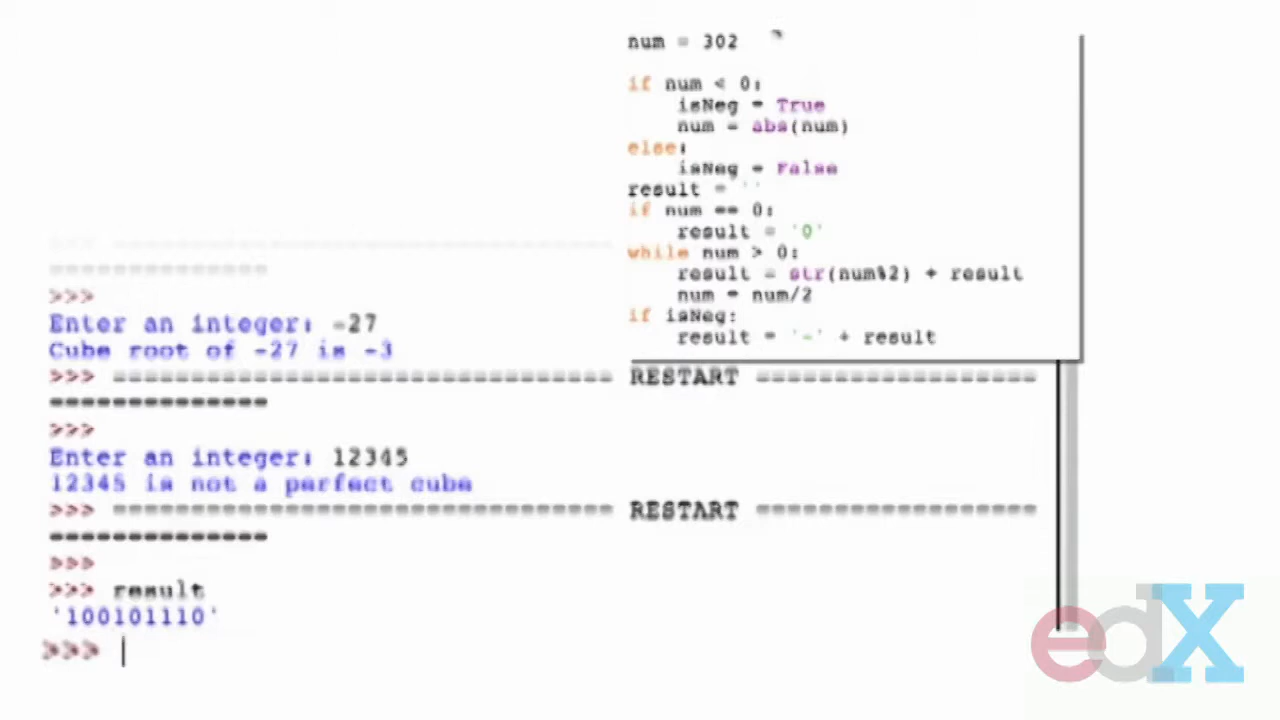 num = 302
if num < 0:
isNeg = True
num = abs(num)
else:
isNeg = False
result = ''
if num == 0:
result = '0'
while num > 0:
result = str(num%2) + result
num = num/2
if isNeg:
result = '-' + result
>>>
Enter an integer: -27
Cube root of -27 is -3
>>> ================================ RESTART ==================
==============
>>>
Enter an integer: 12345
12345 is not a perfect cube
>>> ================================ RESTART ==================
==============
>>>
>>> result
'100101110'
>>>
edX